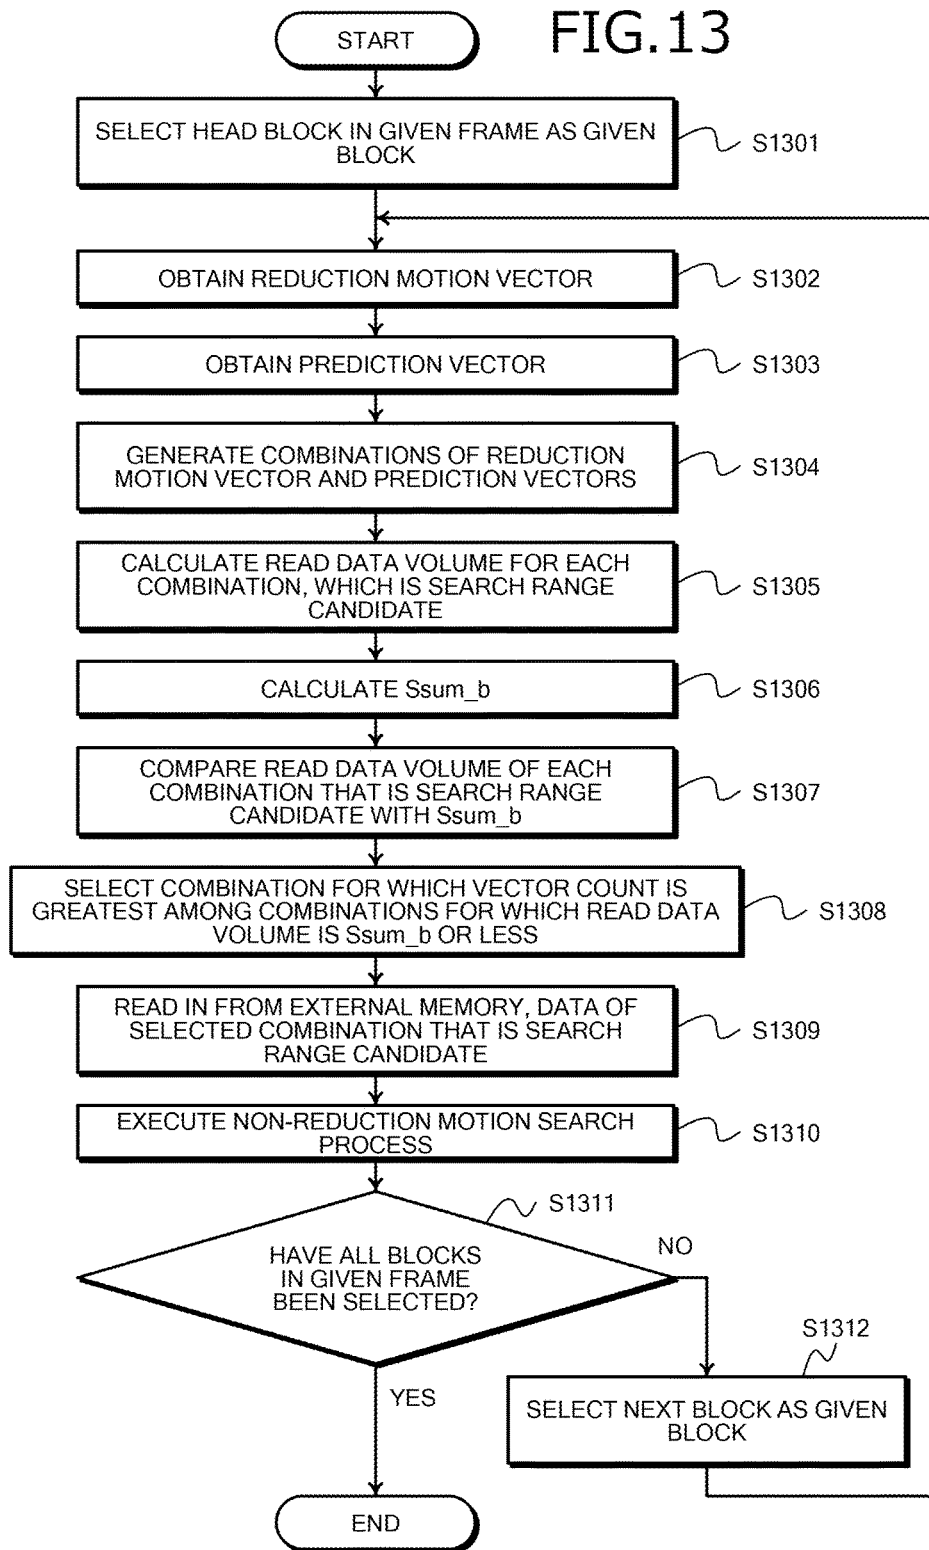 FIG.13
START
SELECT HEAD BLOCK IN GIVEN FRAME AS GIVEN
BLOCK
S1301
OBTAIN REDUCTION MOTION VECTOR
S1302
OBTAIN PREDICTION VECTOR
S1303
GENERATE COMBINATIONS OF REDUCTION
MOTION VECTOR AND PREDICTION VECTORS
S1304
CALCULATE READ DATA VOLUME FOR EACH
COMBINATION, WHICH IS SEARCH RANGE
CANDIDATE
S1305
CALCULATE Ssum_b
S1306
COMPARE READ DATA VOLUME OF EACH
COMBINATION THAT IS SEARCH RANGE
CANDIDATE WITH Ssum_b
S1307
SELECT COMBINATION FOR WHICH VECTOR COUNT IS
GREATEST AMONG COMBINATIONS FOR WHICH READ DATA
VOLUME IS Ssum_b OR LESS
S1308
READ IN FROM EXTERNAL MEMORY, DATA OF
SELECTED COMBINATION THAT IS SEARCH
RANGE CANDIDATE
S1309
EXECUTE NON-REDUCTION MOTION SEARCH
PROCESS
S1310
S1311
HAVE ALL BLOCKS
IN GIVEN FRAME
BEEN SELECTED?
NO
S1312
SELECT NEXT BLOCK AS GIVEN
BLOCK
YES
END